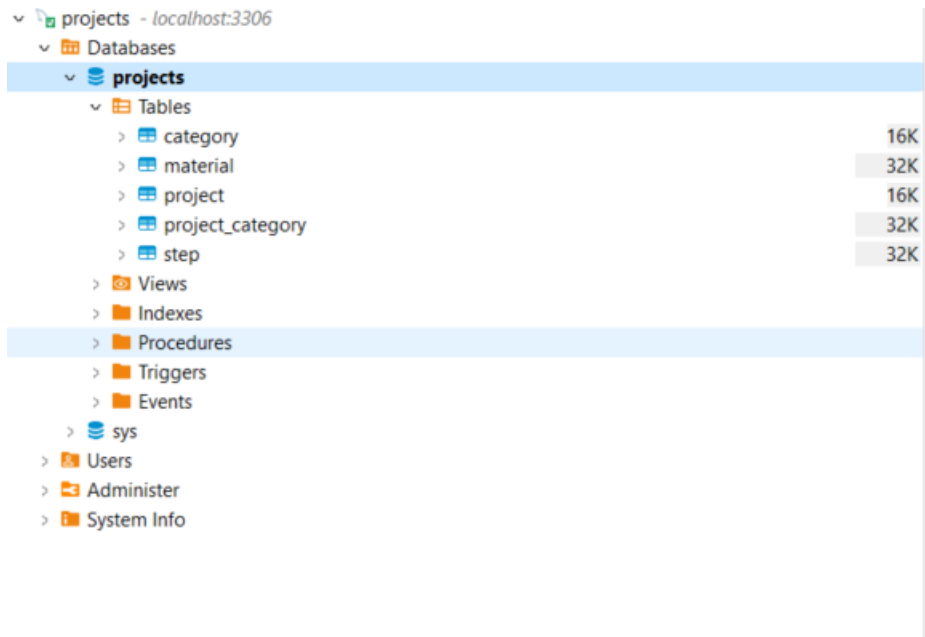 projects - localhost:3306
Databases
projects
Tables
category 16K
material 32K
project 16K
project_category 32K
step 32K
Views
Indexes
Procedures
Triggers
Events
sys
Users
Administer
System Info